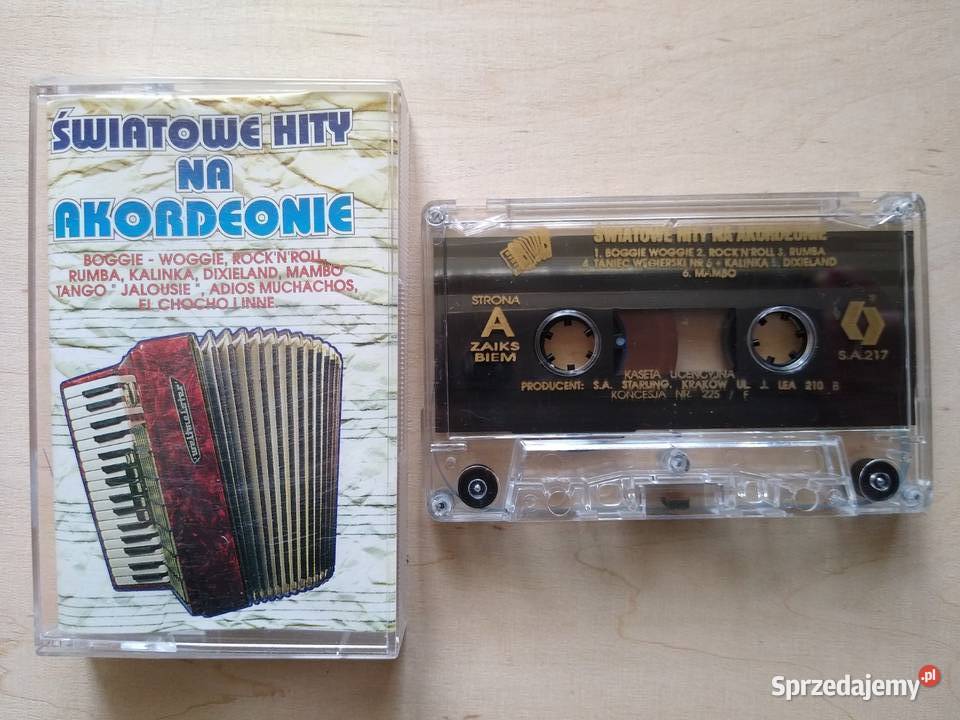 ŚWIATOWE HITY
NA
AKORDEONIE
BOGGIE - WOGGIE, ROCK'N'ROLL,
RUMBA, KALINKA, DIXIELAND, MAMBO
TANGO " JALOUSIE ", ADIOS MUCHACHOS,
EL CHOCHO I INNE
Weltmeister
ŚWIATOWE HITY NA AKORDEONIE
1. BOGGIE WOGGIE 2. ROCK'N'ROLL 3. RUMBA
4. TANIEC WĘGIERSKI NR 6 + KALINKA 5. DIXIELAND
6. MAMBO
STRONA
A
ZAIKS
BIEM
S.A.217
KASETA LICENCYJNA
PRODUCENT: S.A. STARLING, KRAKÓW UL. J. LEA 210 B
KONCESJA NR. 225 / F
Sprzedajemy.pl